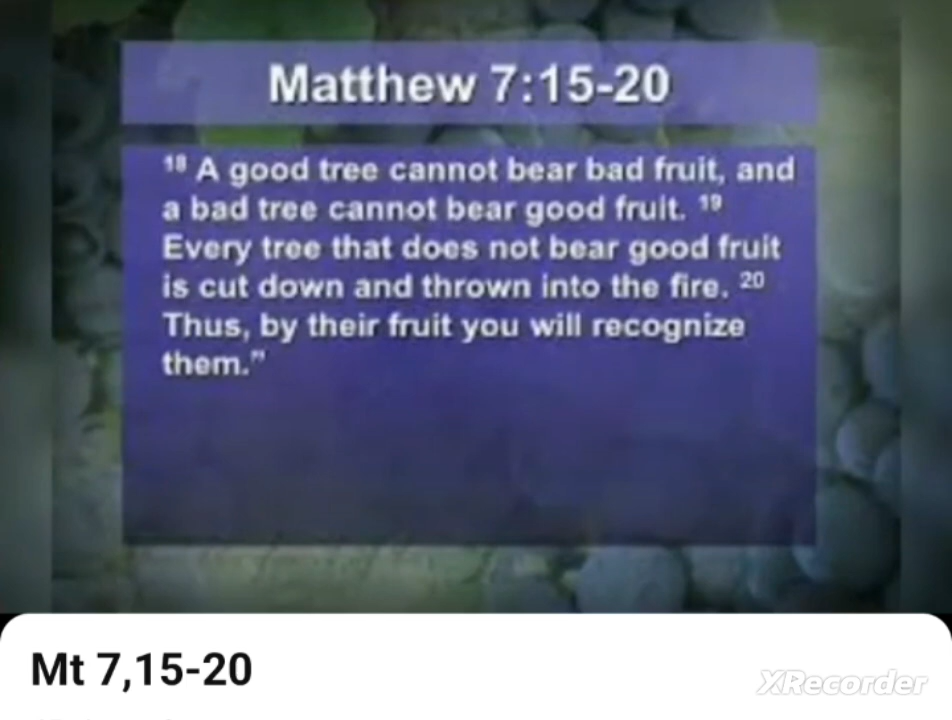 Matthew 7:15-20
¹⁸ A good tree cannot bear bad fruit, and
a bad tree cannot bear good fruit. ¹⁹
Every tree that does not bear good fruit
is cut down and thrown into the fire. ²⁰
Thus, by their fruit you will recognize
them.”
Mt 7,15-20
XRecorder